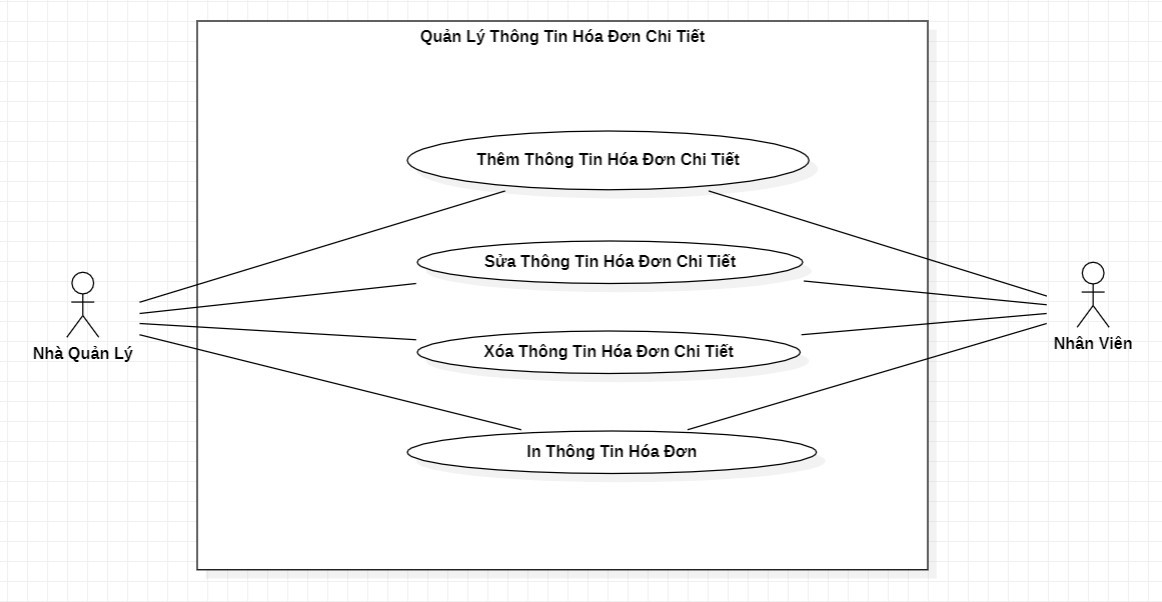 Quản Lý Thông Tin Hóa Đơn Chi Tiết
Thêm Thông Tin Hóa Đơn Chi Tiết
Sửa Thông Tin Hóa Đơn Chi Tiết
Xóa Thông Tin Hóa Đơn Chi Tiết
In Thông Tin Hóa Đơn
Nhà Quản Lý
Nhân Viên